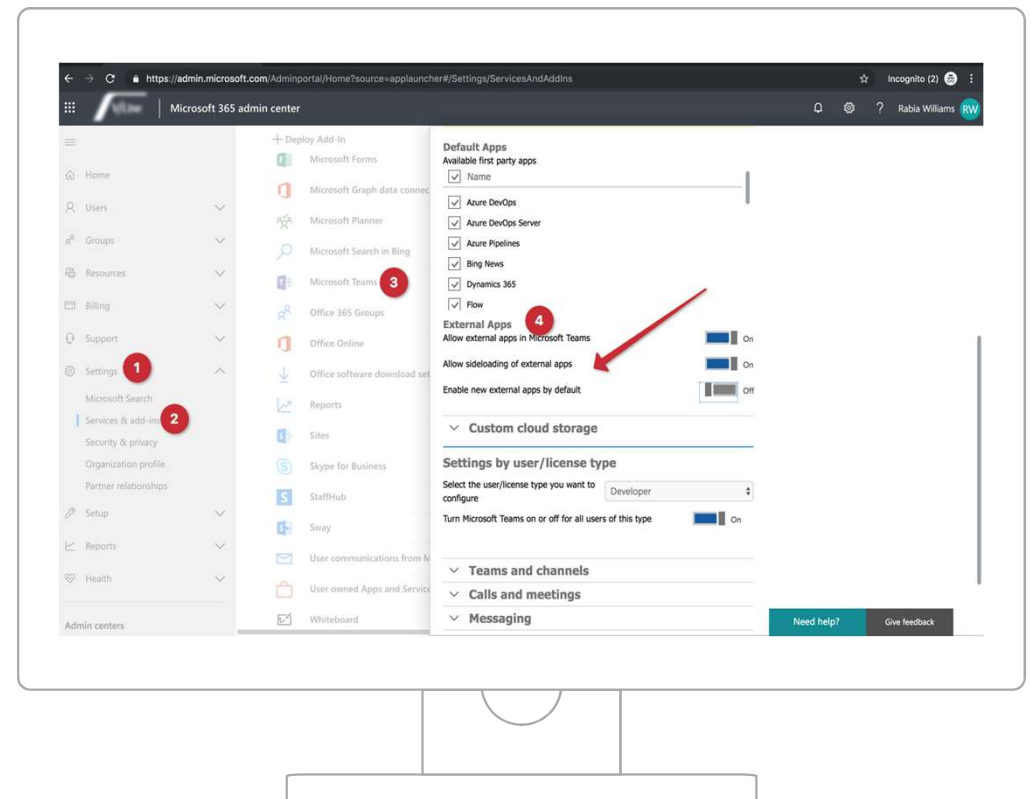 https://admin.microsoft.com/Adminportal/Home?source=applauncher#/Settings/ServicesAndAddIns
Incognito (2)
Microsoft 365 admin center
?
Rabia Williams
RW
Home
Users
Groups
Resources
Billing
Support
Settings
1
Microsoft Search
Services & add-ins
2
Security & privacy
Organization profile
Partner relationships
Setup
Reports
Health
Admin centers
+ Deploy Add-In
Microsoft Forms
Microsoft Graph data connec
Microsoft Planner
Microsoft Search in Bing
Microsoft Teams
3
Office 365 Groups
Office Online
Office software download set
Reports
Sites
Skype for Business
StaffHub
Sway
User communications from M
User owned Apps and Service
Whiteboard
Default Apps
Available first party apps
Name
Azure DevOps
Azure DevOps Server
Azure Pipelines
Bing News
Dynamics 365
Flow
External Apps
4
Allow external apps in Microsoft Teams
On
Allow sideloading of external apps
On
Enable new external apps by default
Off
Custom cloud storage
Settings by user/license type
Select the user/license type you want to
configure
Developer
Turn Microsoft Teams on or off for all users of this type
On
Teams and channels
Calls and meetings
Messaging
Need help?
Give feedback